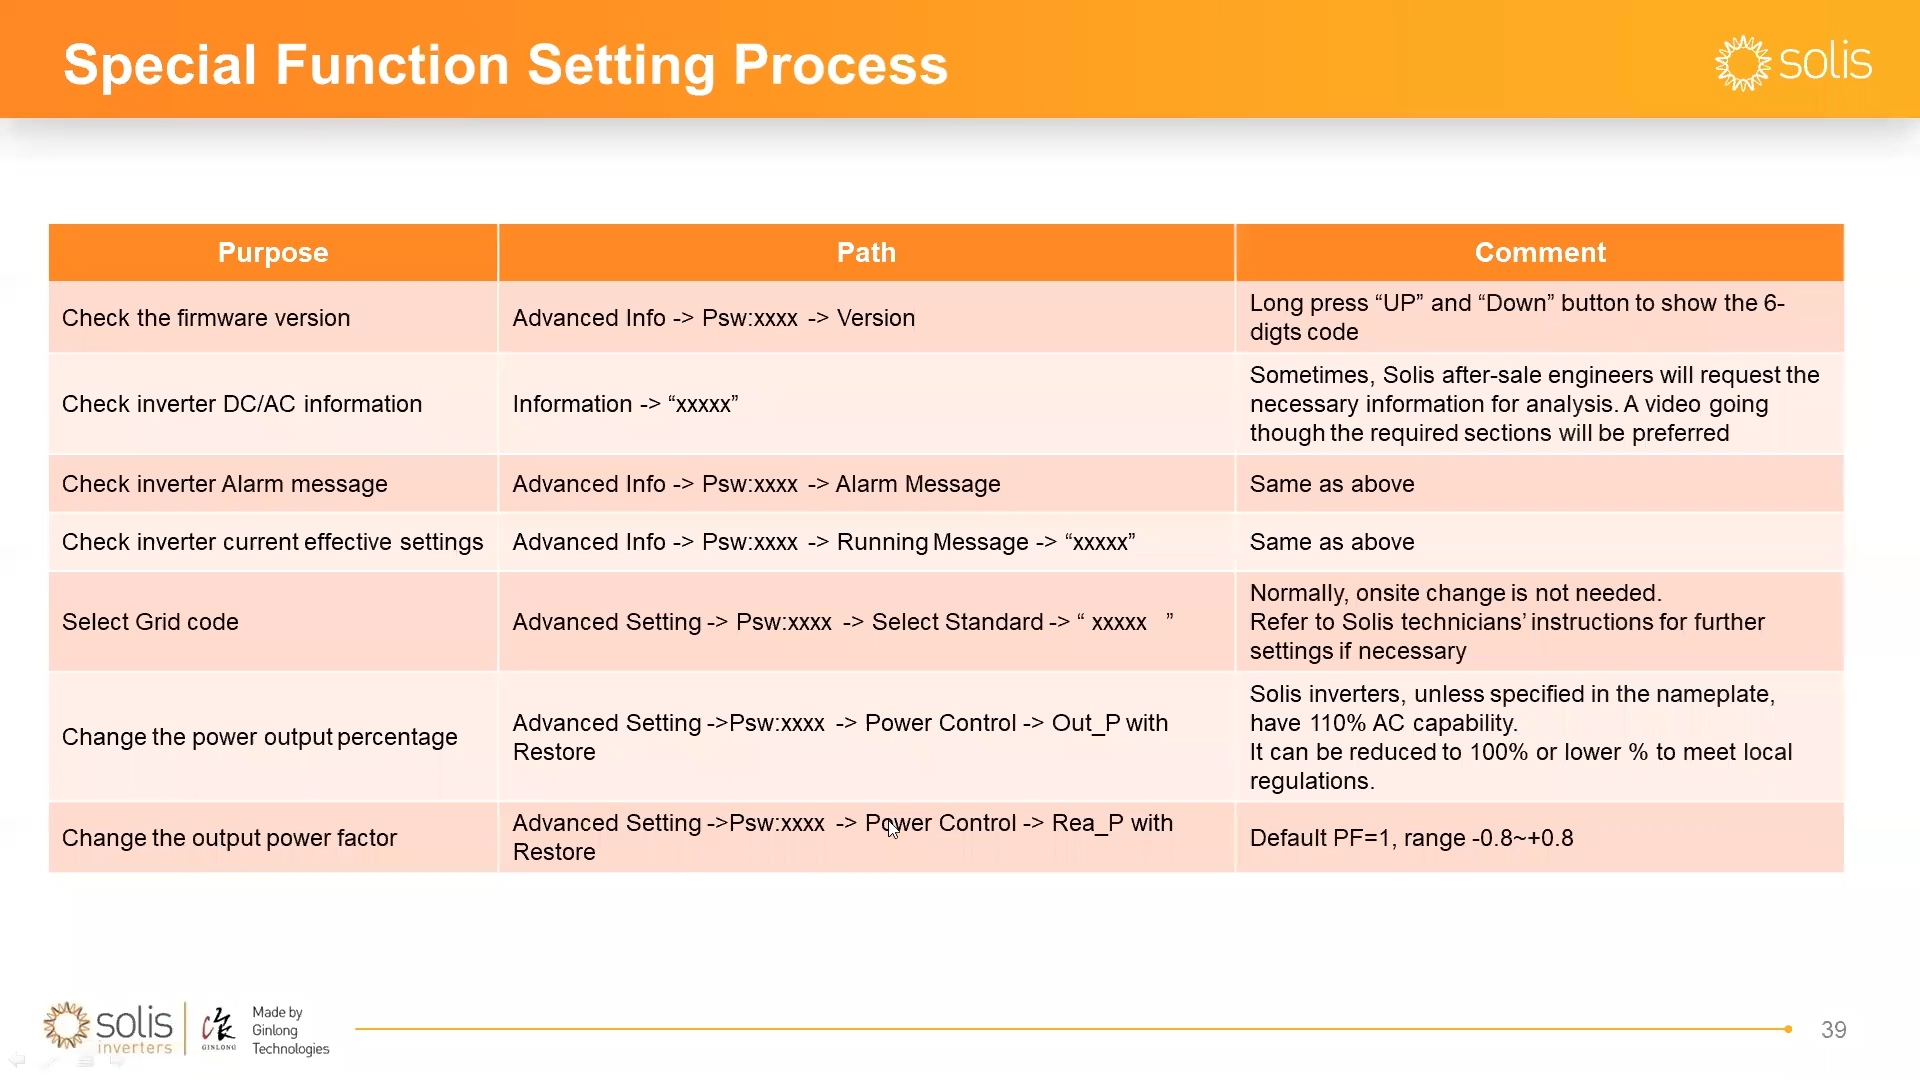 Special Function Setting Process
solis
Purpose
Path
Comment
Check the firmware version
Advanced Info -> Psw:xxxx -> Version
Long press “UP” and “Down” button to show the 6-
digts code
Check inverter DC/AC information
Information -> “xxxxx”
Sometimes, Solis after-sale engineers will request the
necessary information for analysis. A video going
though the required sections will be preferred
Check inverter Alarm message
Advanced Info -> Psw:xxxx -> Alarm Message
Same as above
Check inverter current effective settings
Advanced Info -> Psw:xxxx -> Running Message -> “xxxxx”
Same as above
Select Grid code
Advanced Setting -> Psw:xxxx -> Select Standard -> “ xxxxx ”
Normally, onsite change is not needed.
Refer to Solis technicians’ instructions for further
settings if necessary
Change the power output percentage
Advanced Setting ->Psw:xxxx -> Power Control -> Out_P with
Restore
Solis inverters, unless specified in the nameplate,
have 110% AC capability.
It can be reduced to 100% or lower % to meet local
regulations.
Change the output power factor
Advanced Setting ->Psw:xxxx -> Power Control -> Rea_P with
Restore
Default PF=1, range -0.8~+0.8
solis
inverters
GINLONG
Made by
Ginlong
Technologies
39